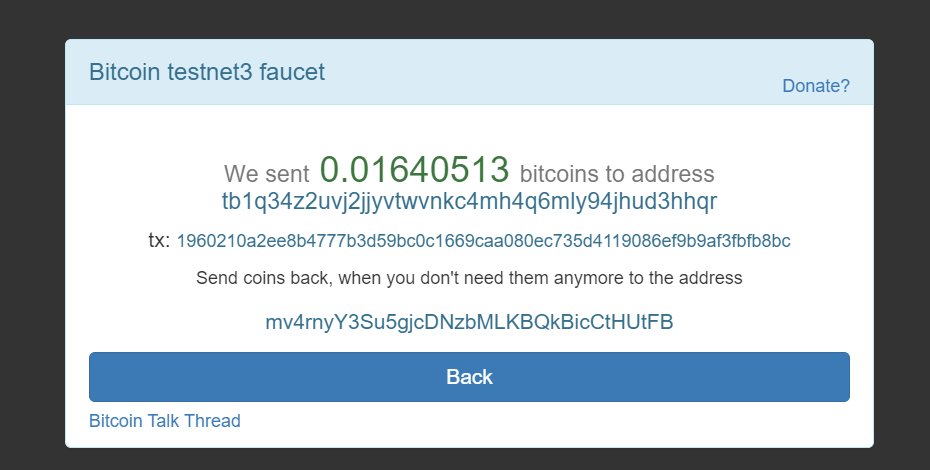 Bitcoin testnet3 faucet
Donate?
We sent 0.01640513 bitcoins to address
tb1q34z2uvj2jjyvtwvnkc4mh4q6mly94jhud3hhqr
tx: 1960210a2ee8b4777b3d59bc0c1669caa080ec735d4119086ef9b9af3fbfb8bc
Send coins back, when you don't need them anymore to the address
mv4rnyY3Su5gjcDNzbMLKBQkBicCtHUtFB
Back
Bitcoin Talk Thread